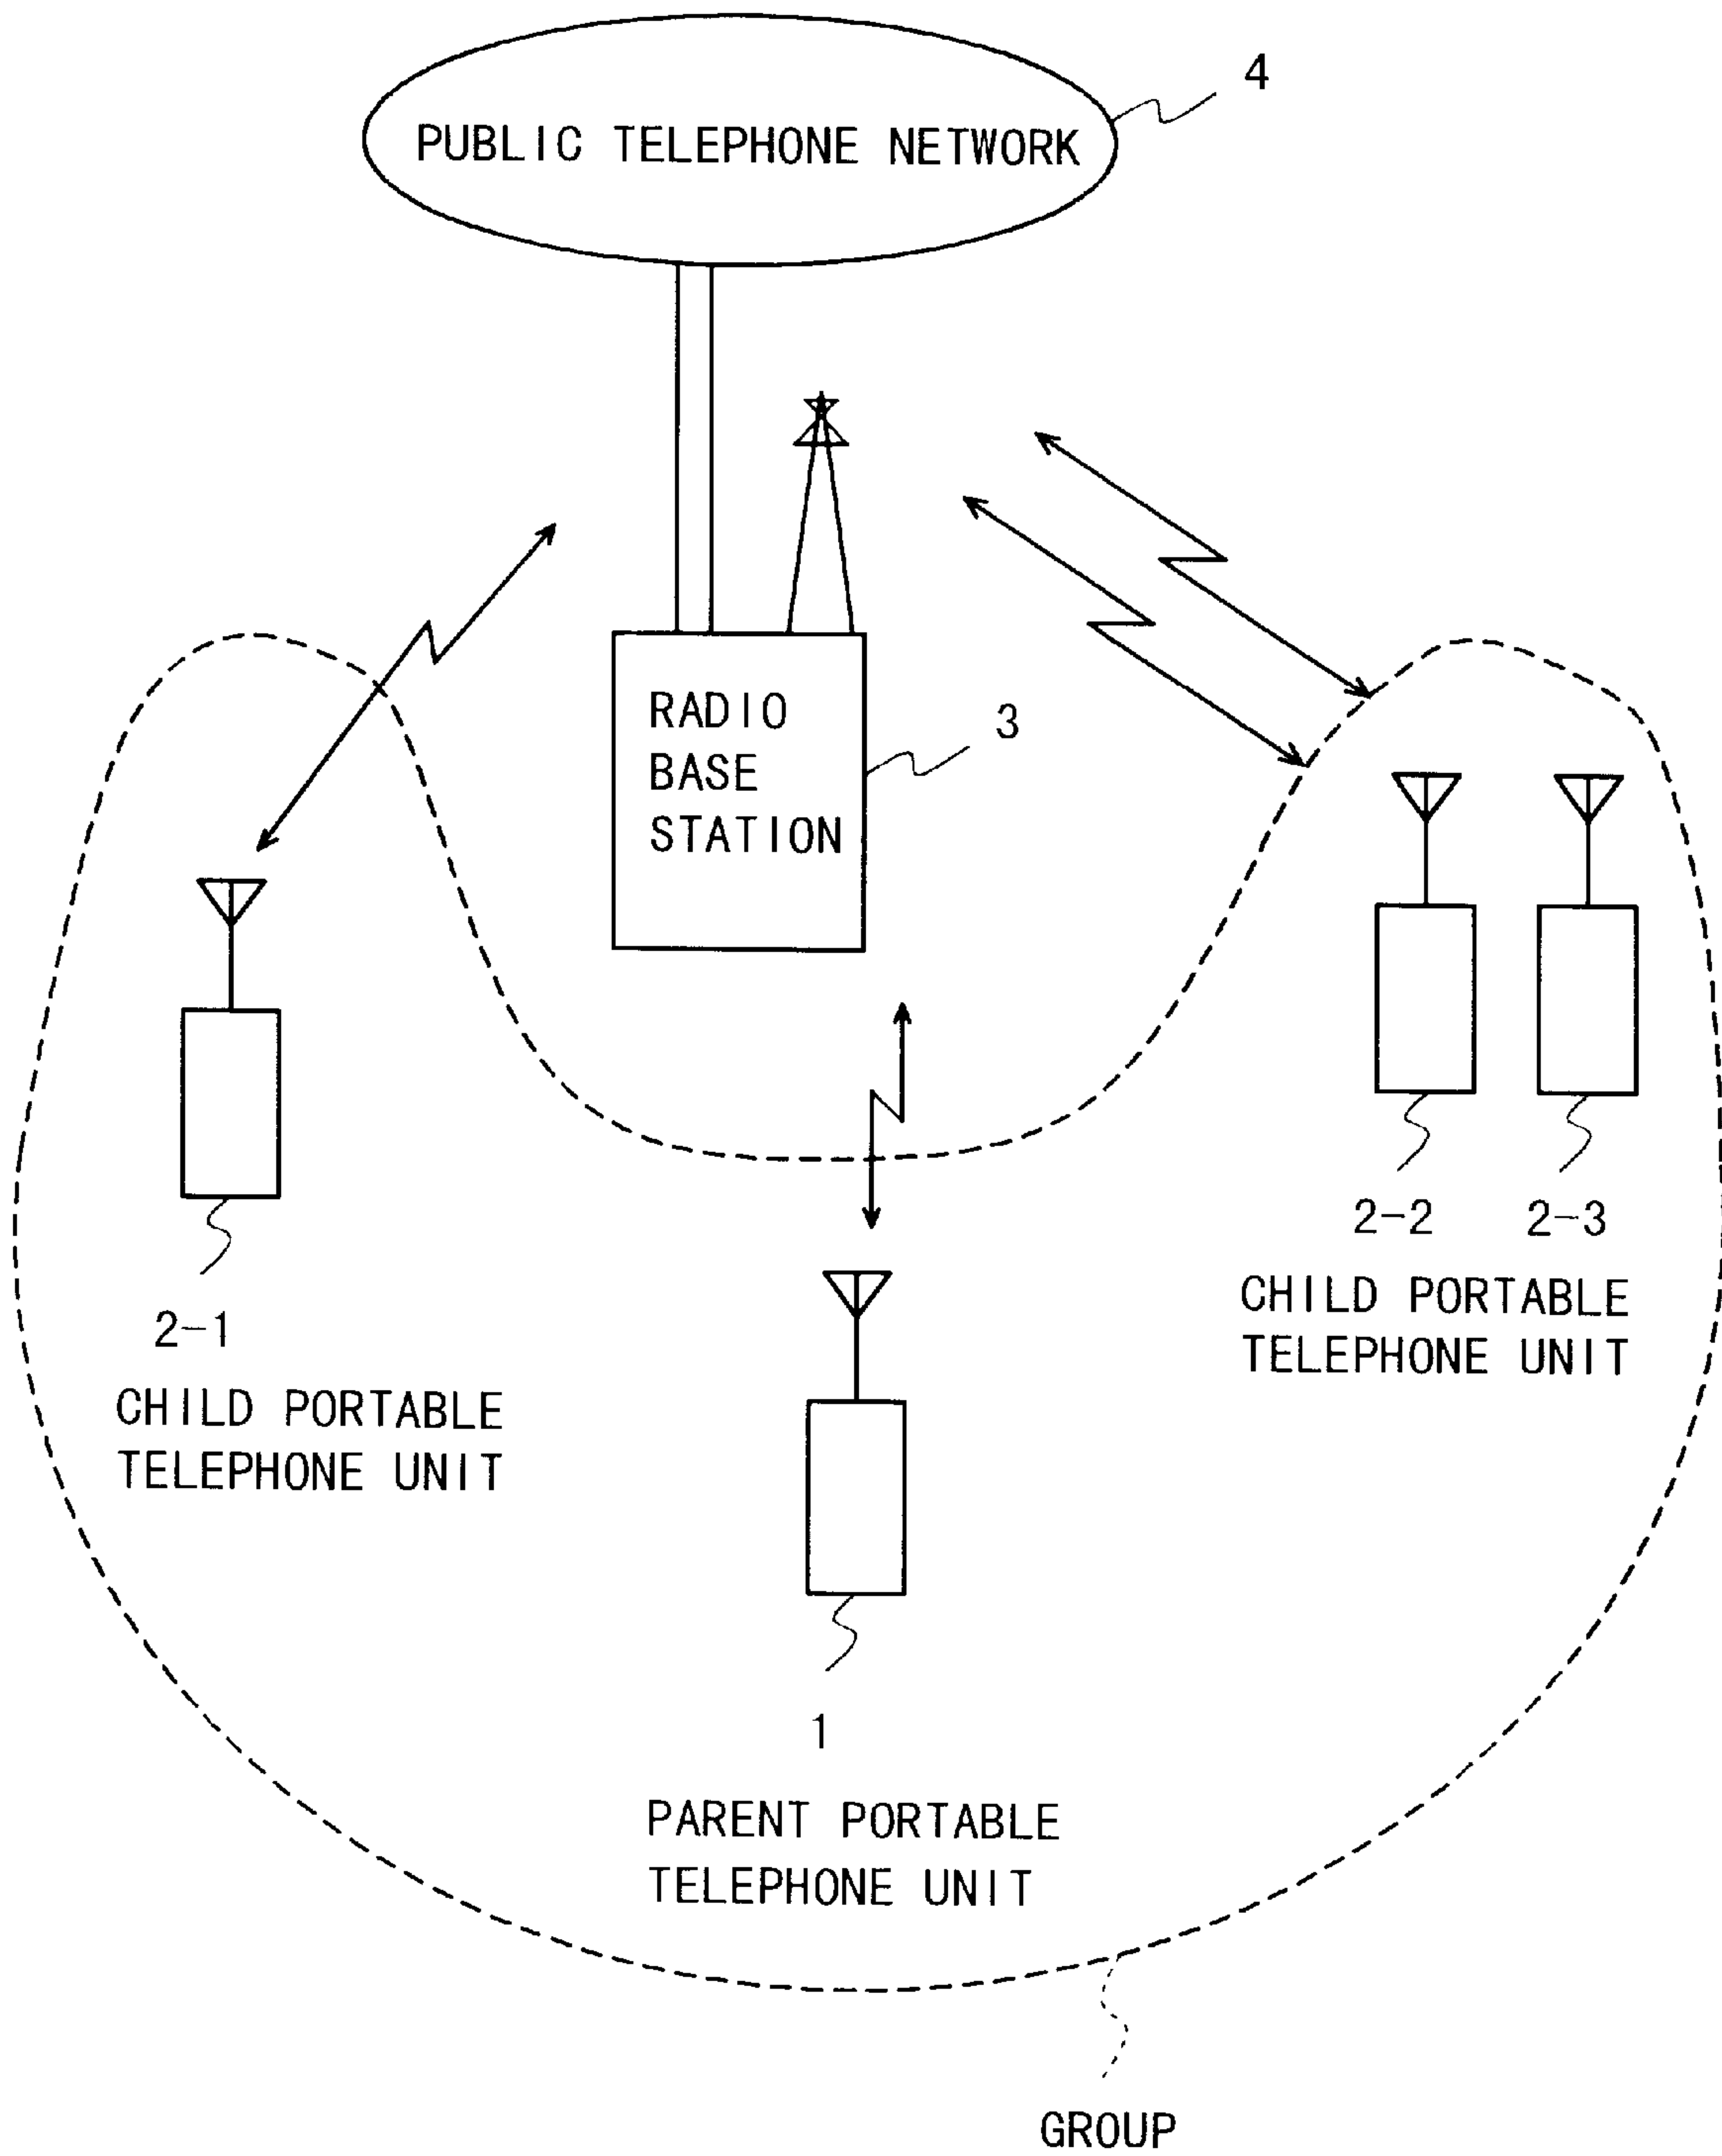 4
PUBLIC TELEPHONE NETWORK
RADIO
BASE
STATION
3
2-1
CHILD PORTABLE
TELEPHONE UNIT
2-2 2-3
CHILD PORTABLE
TELEPHONE UNIT
1
PARENT PORTABLE
TELEPHONE UNIT
GROUP